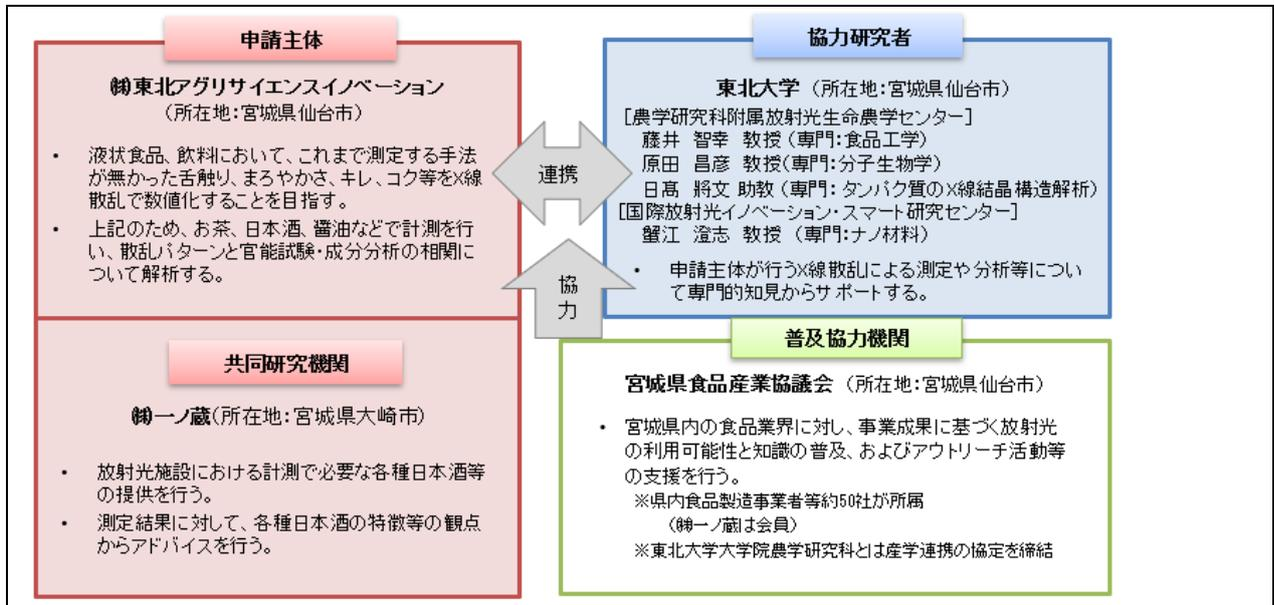 申請主体
㈱東北アグリサイエンスイノベーション
（所在地：宮城県仙台市）
・ 液状食品、飲料において、これまで測定する手法
が無かった舌触り、まろやかさ、キレ、コク等をX線
散乱で数値化することを目指す。
・ 上記のため、お茶、日本酒、醤油などで計測を行
い、散乱パターンと官能試験・成分分析の相関に
ついて解析する。
共同研究機関
㈱一ノ蔵(所在地：宮城県大崎市)
・ 放射光施設における計測で必要な各種日本酒等
の提供を行う。
・ 測定結果に対して、各種日本酒の特徴等の観点
からアドバイスを行う。
連携
協
力
協力研究者
東北大学 （所在地：宮城県仙台市）
［農学研究科附属放射光生命農学センター］
藤井 智幸 教授 （専門：食品工学）
原田 昌彦 教授（専門：分子生物学）
日髙 將文 助教 （専門： タンパク質のX線結晶構造解析）
［国際放射光イノベーション・スマート研究センター］
蟹江 澄志 教授 （専門：ナノ材料）
・ 申請主体が行うX線散乱による測定や分析等につい
て専門的知見からサポートする。
普及協力機関
宮城県食品産業協議会 （所在地：宮城県仙台市）
・ 宮城県内の食品業界に対し、事業成果に基づく放射光
の利用可能性と知識の普及、およびアウトリーチ活動等
の支援を行う。
※県内食品製造事業者等約50社が所属
（㈱一ノ蔵は会員）
※東北大学大学院農学研究科とは産学連携の協定を締結